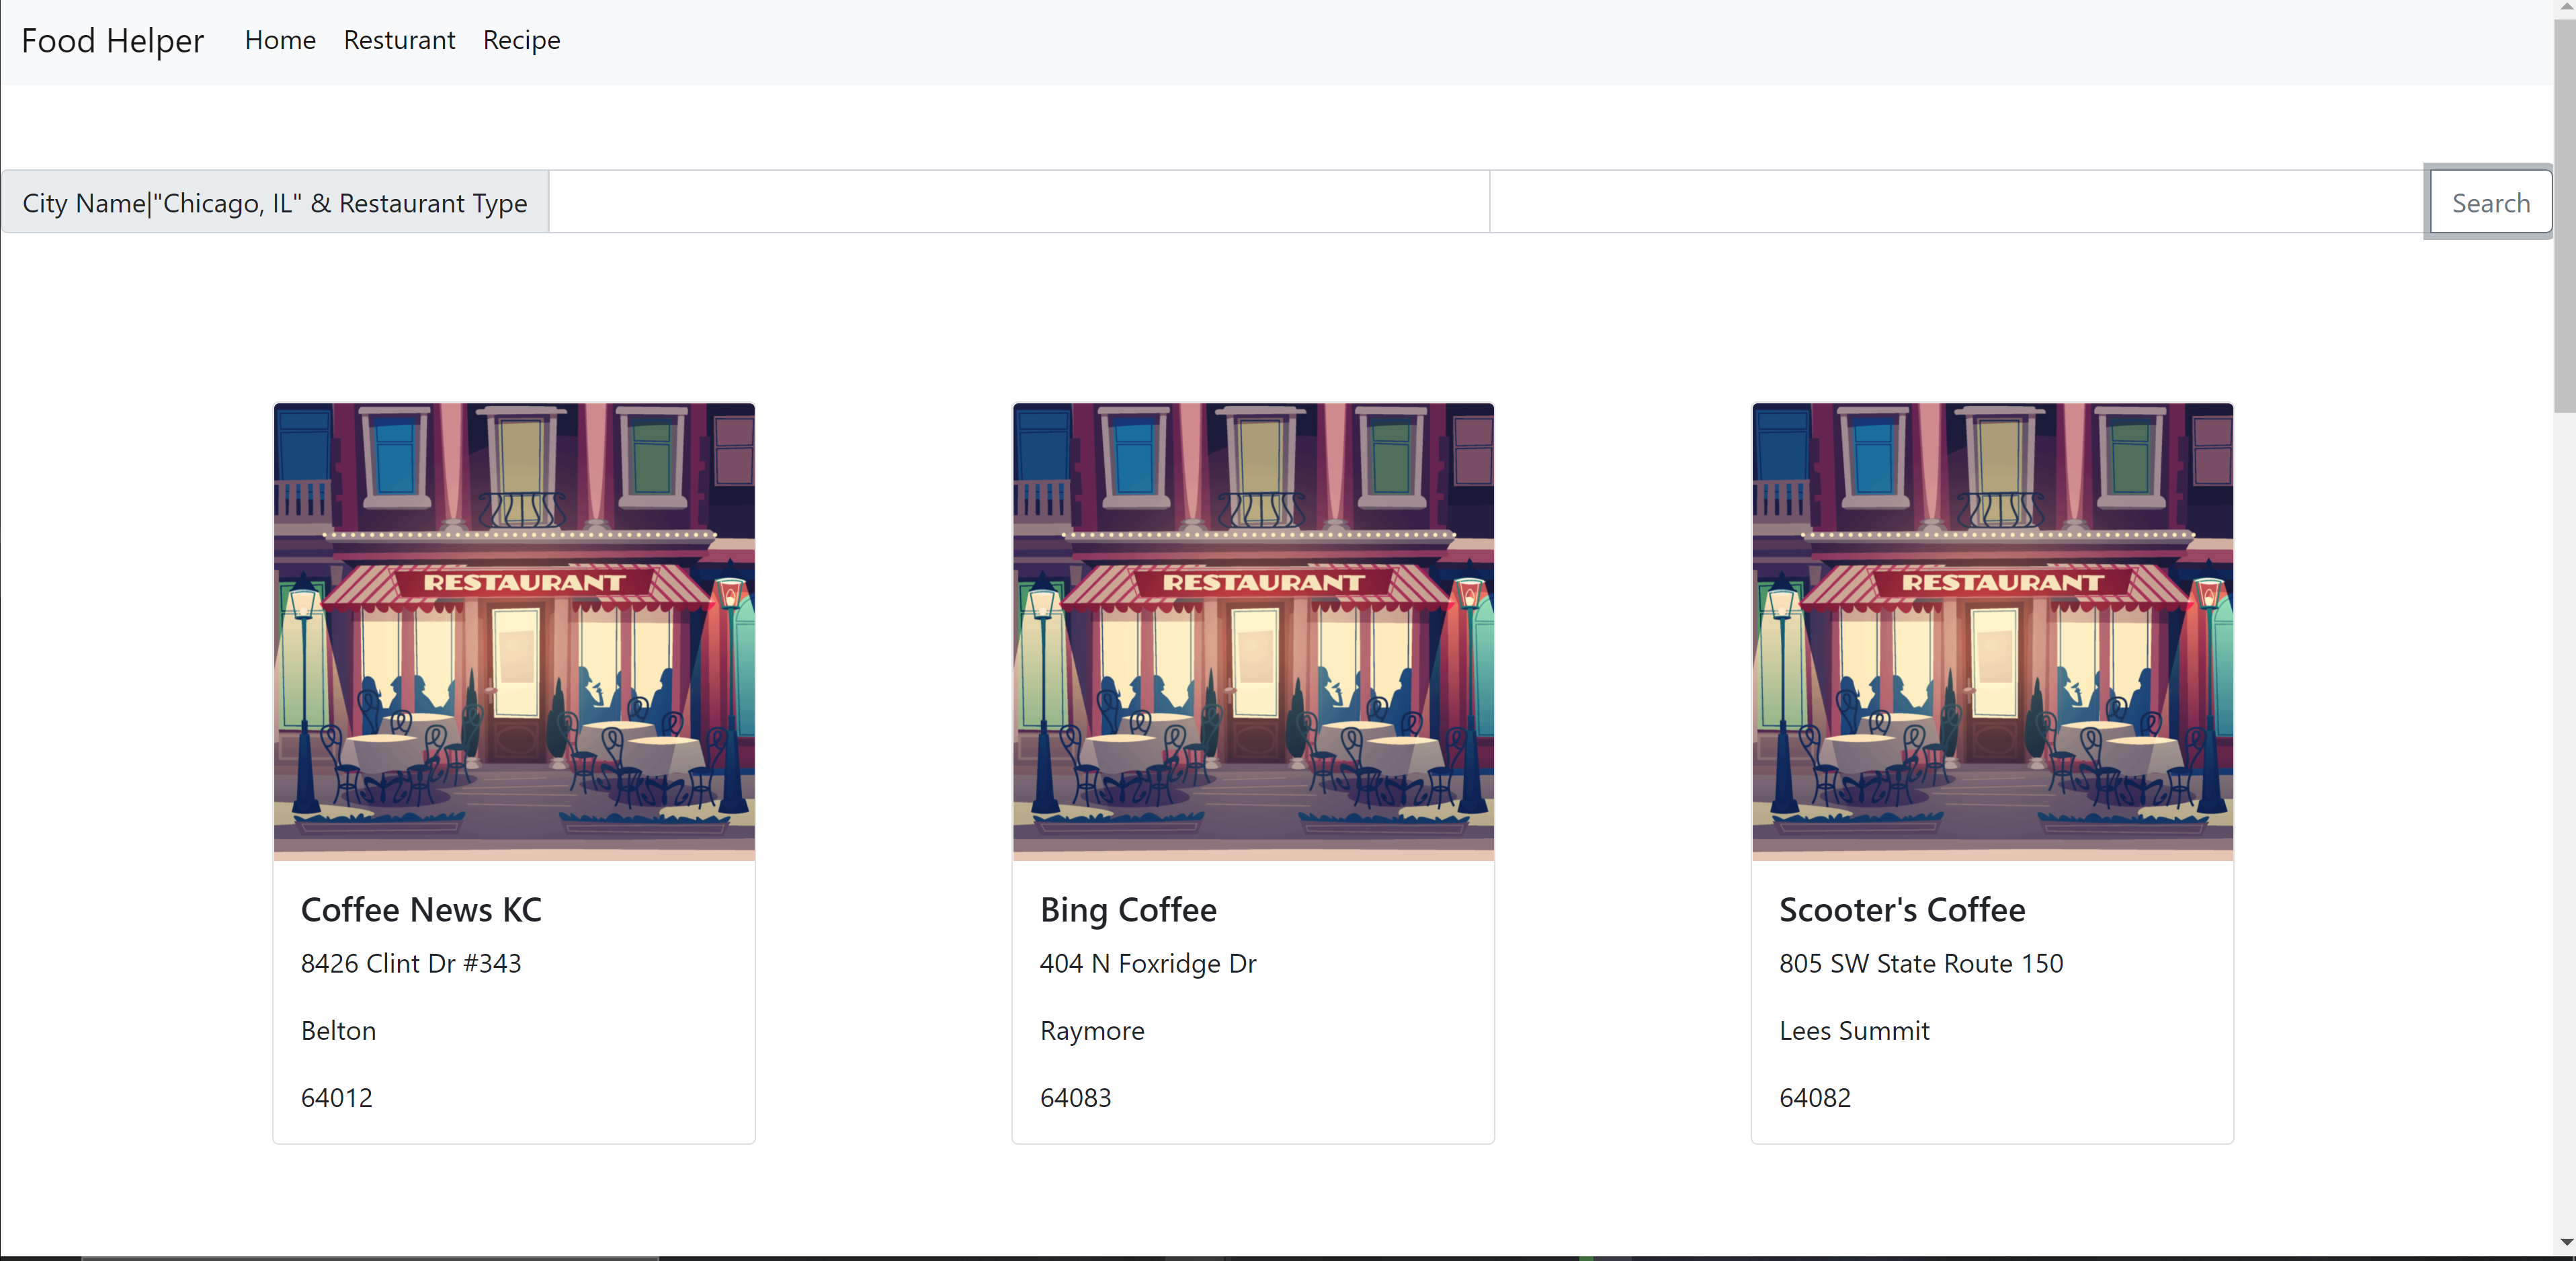 Food Helper Home Resturant Recipe
City Name|"Chicago, IL" & Restaurant Type Search
RESTAURANT RESTAURANT RESTAURANT
Coffee News KC
8426 Clint Dr #343
Belton
64012
Bing Coffee
404 N Foxridge Dr
Raymore
64083
Scooter's Coffee
805 SW State Route 150
Lees Summit
64082